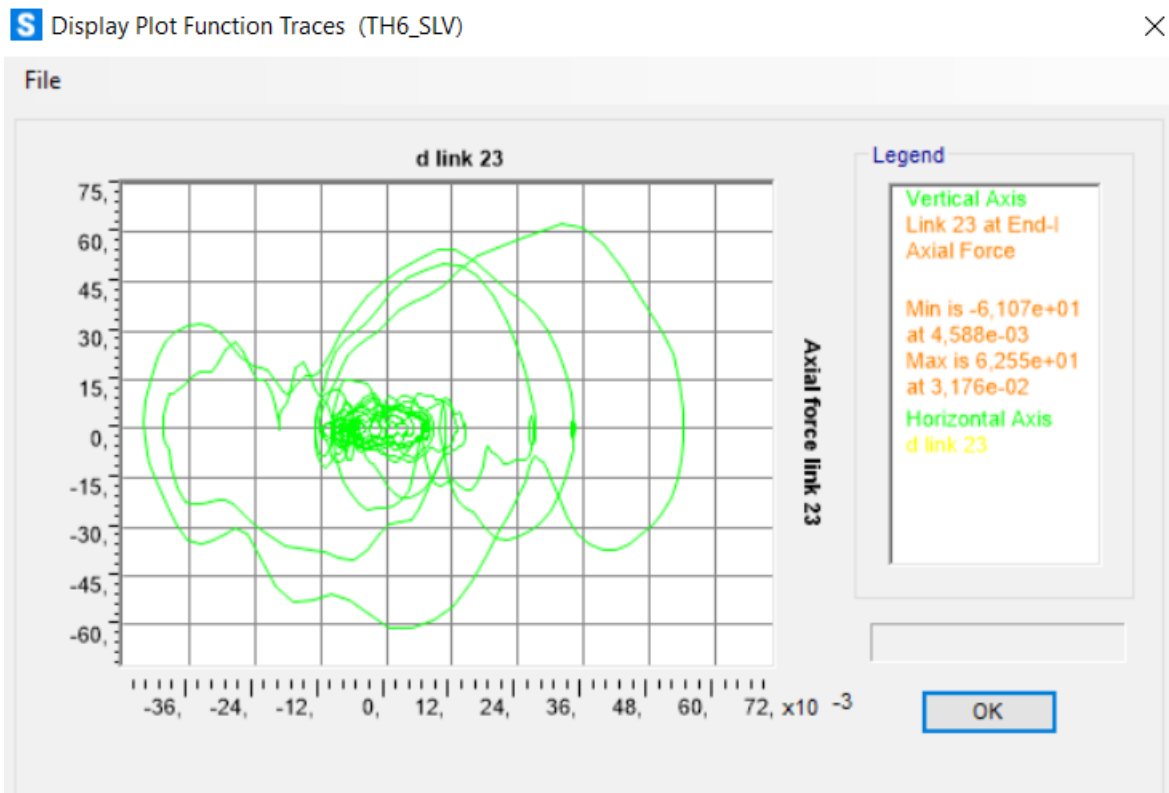 S Display Plot Function Traces (TH6_SLV)
File
d link 23
75,
60,
45,
30,
15,
0,
-15,
-30,
-45,
-60,
-36, -24, -12, 0, 12, 24, 36, 48, 60, 72, x10 -3
Axial force link 23
Legend
Vertical Axis
Link 23 at End-I
Axial Force
Min is -6,107e+01
at 4,588e-03
Max is 6,255e+01
at 3,176e-02
Horizontal Axis
d link 23
OK